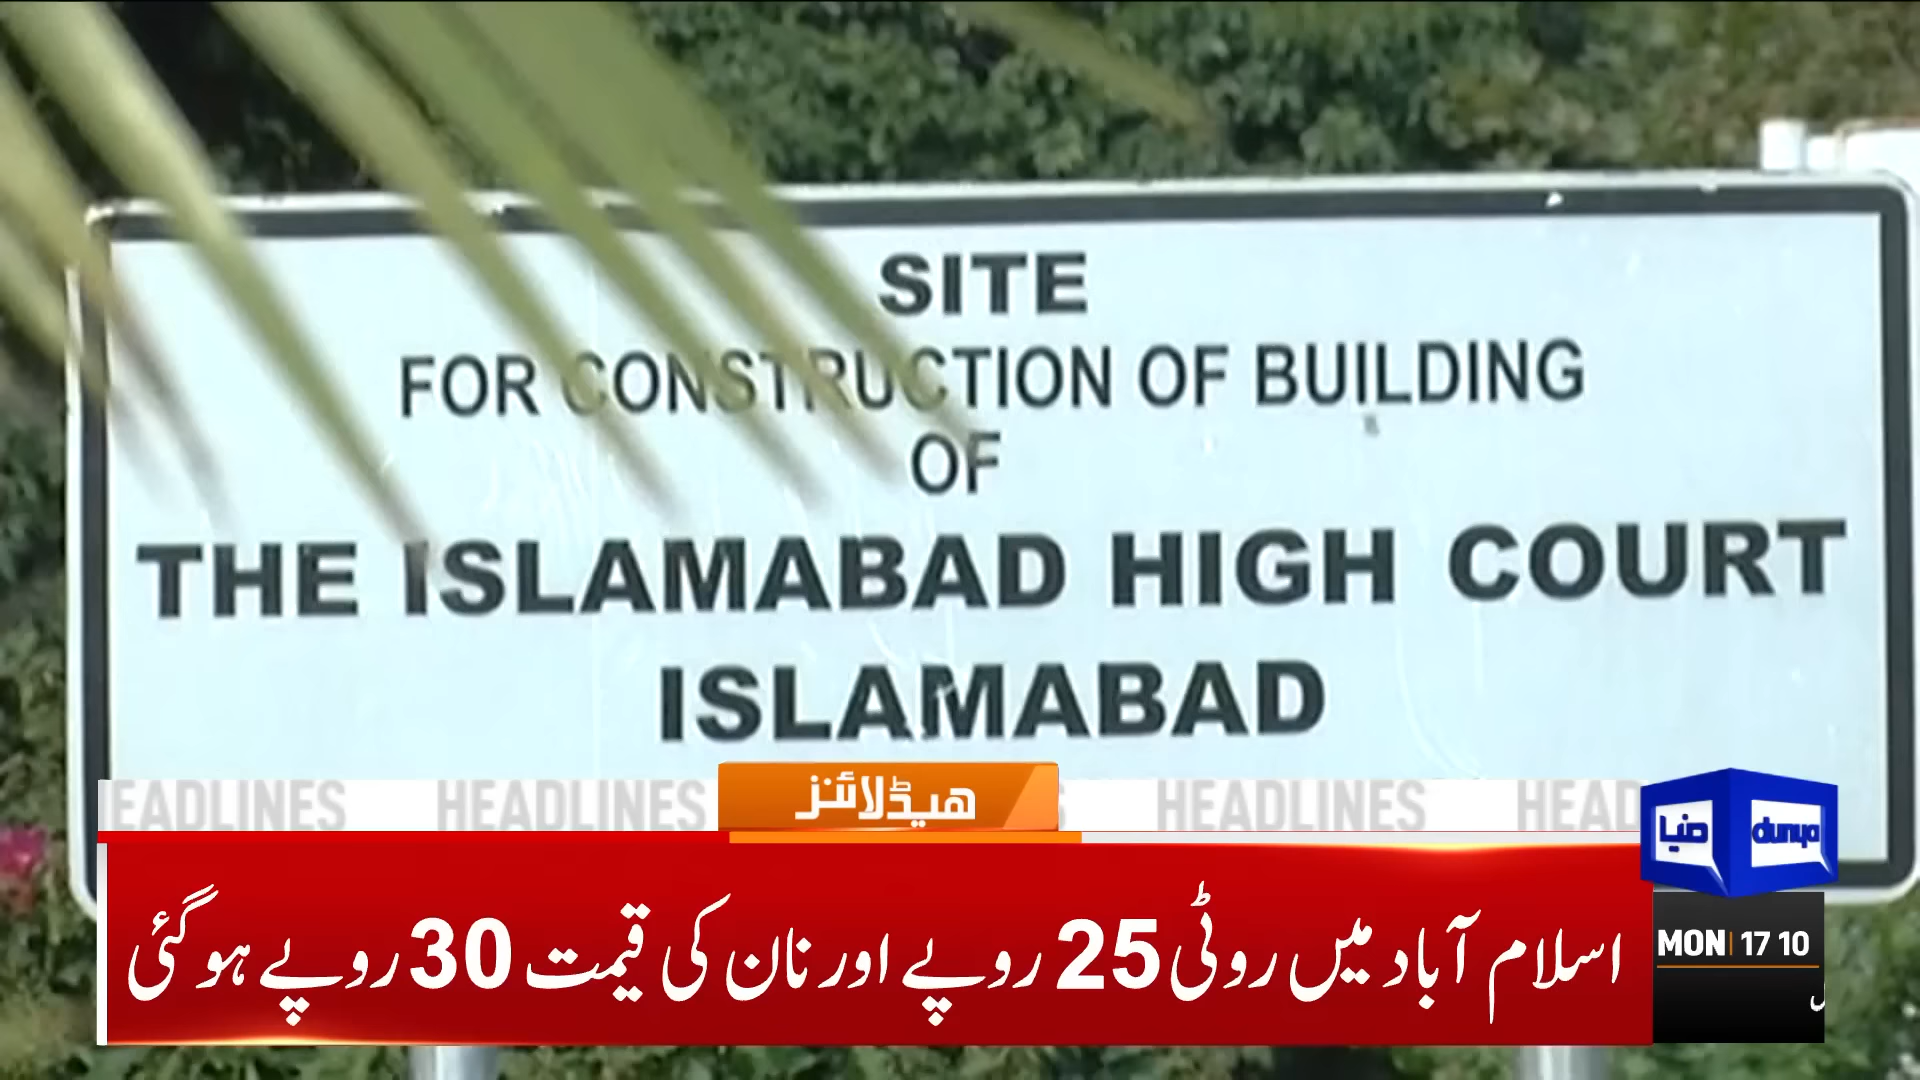 SITE
FOR CONSTRUCTION OF BUILDING
OF
THE ISLAMABAD HIGH COURT
ISLAMABAD
HEADLINES HEADLINES HEADLINES
ہیڈلائنز
دنیا dunya
اسلام آباد میں روٹی 25 روپے اور نان کی قیمت 30 روپے ہوگئی
MON 17 10